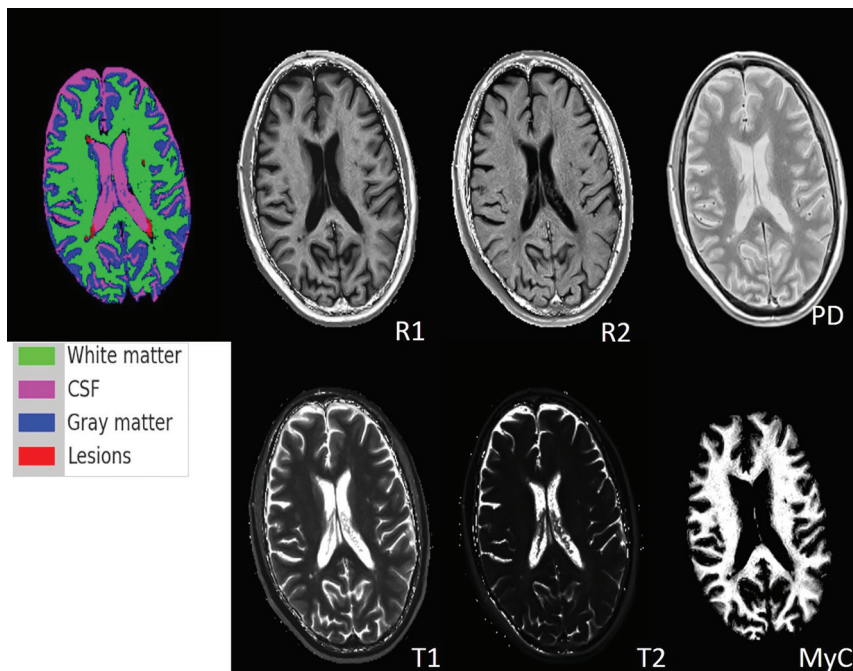 R1
R2
PD
White matter
CSF
Gray matter
Lesions
T1
T2
MyC